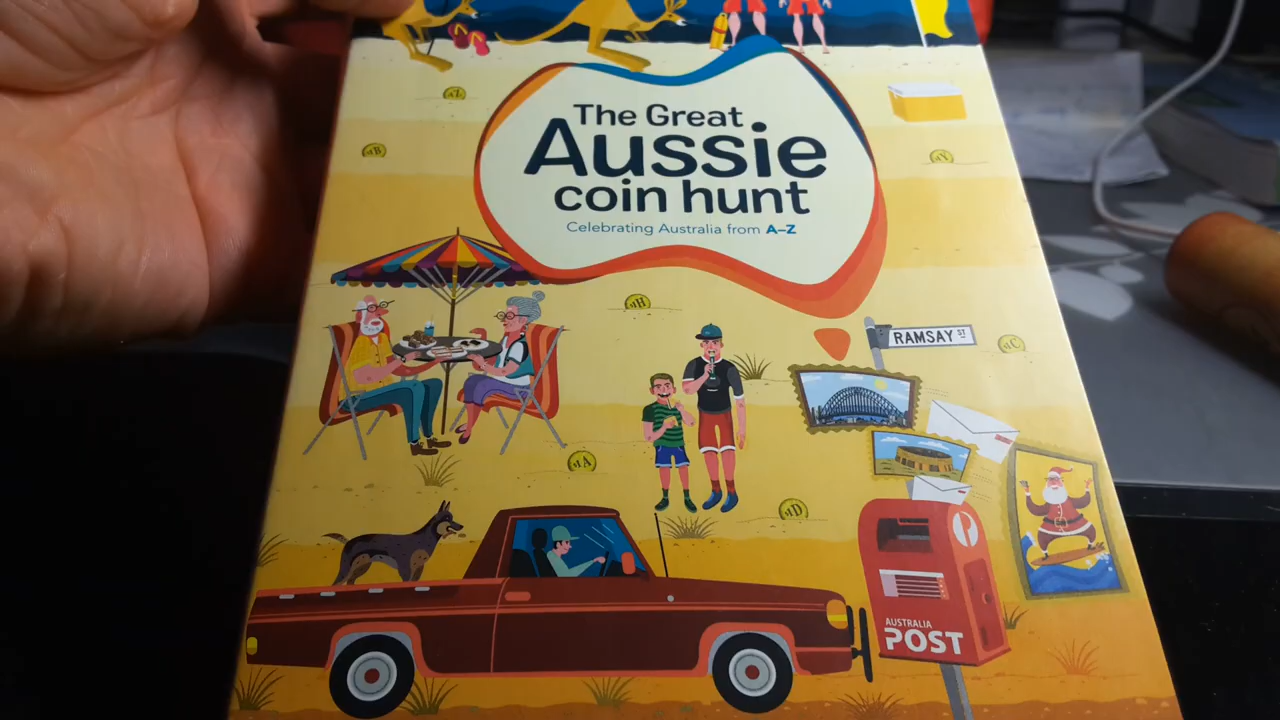 The Great
Aussie
coin hunt
Celebrating Australia from A–Z
RAMSAY ST
H
C
A
D
AUSTRALIA
POST